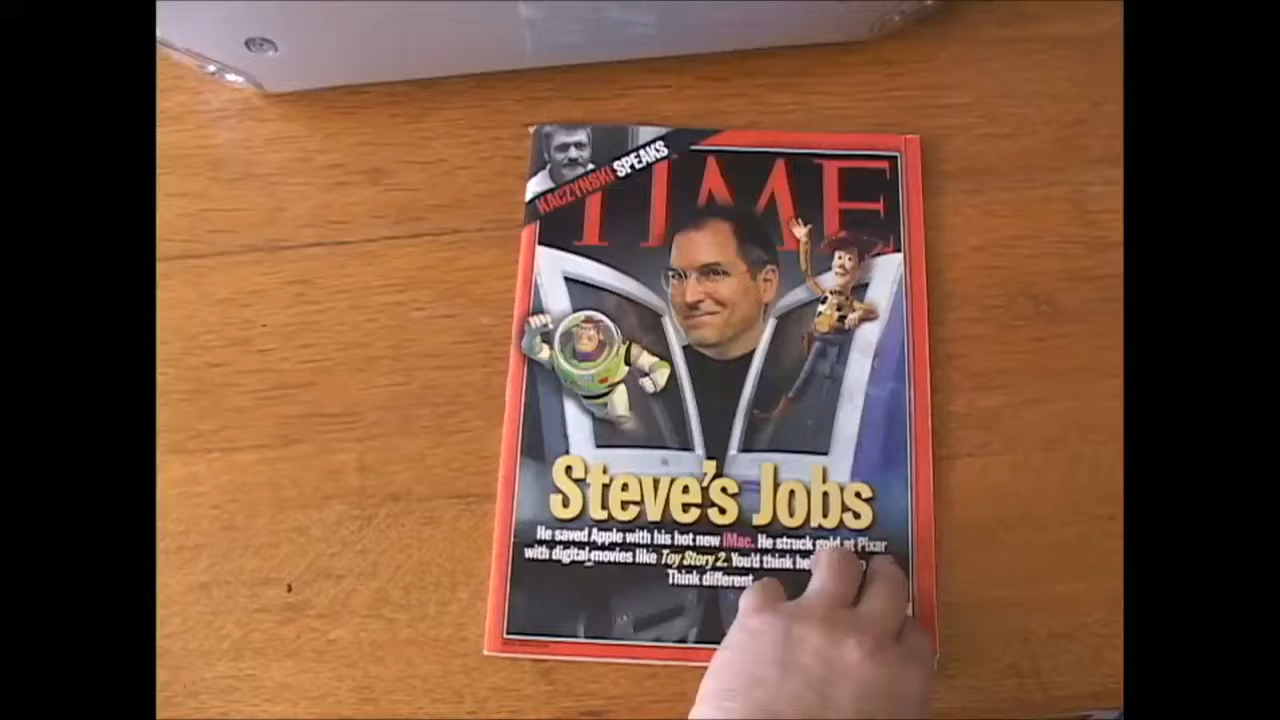 KACZYNSKI SPEAKS
TIME
Steve's Jobs
He saved Apple with his hot new iMac. He struck gold at Pixar
with digital movies like Toy Story 2. You'd think
Think different